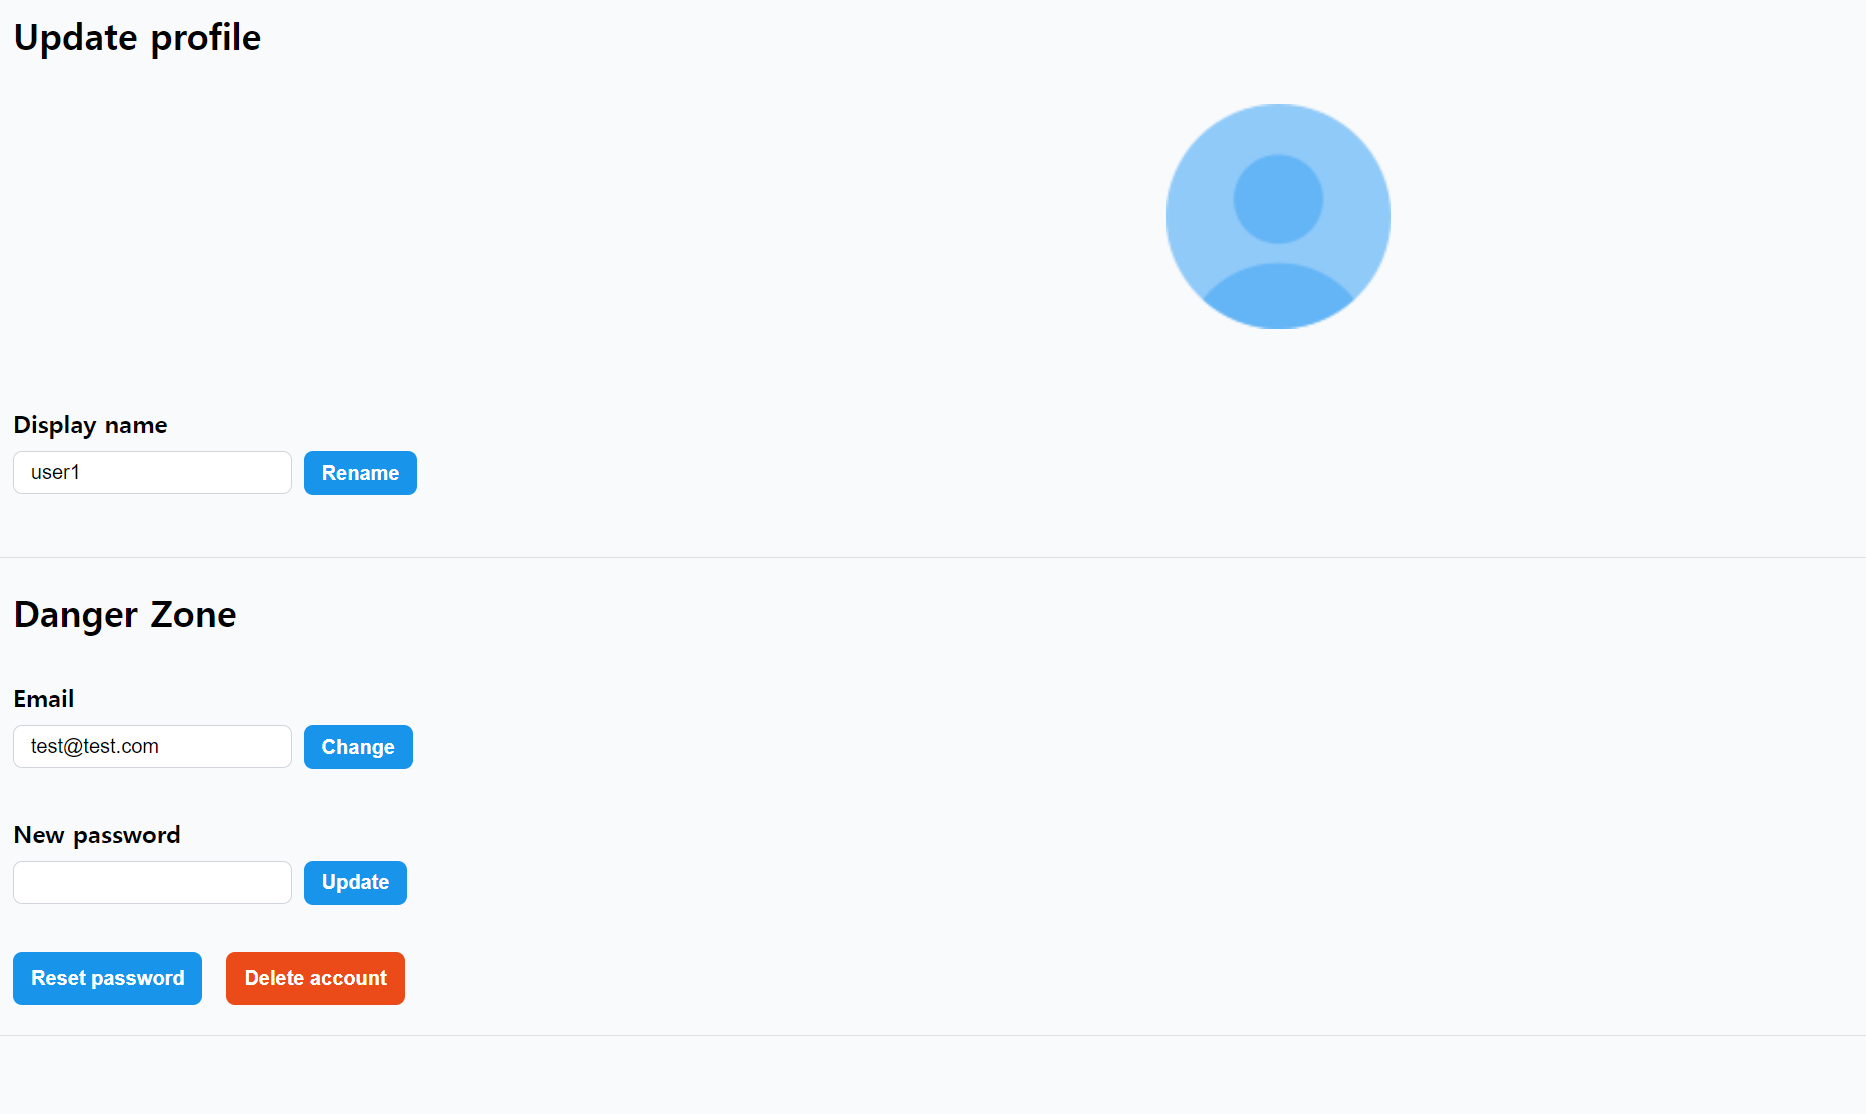 Update profile
Display name
user1 Rename
Danger Zone
Email
test@test.com Change
New password
Update
Reset password Delete account